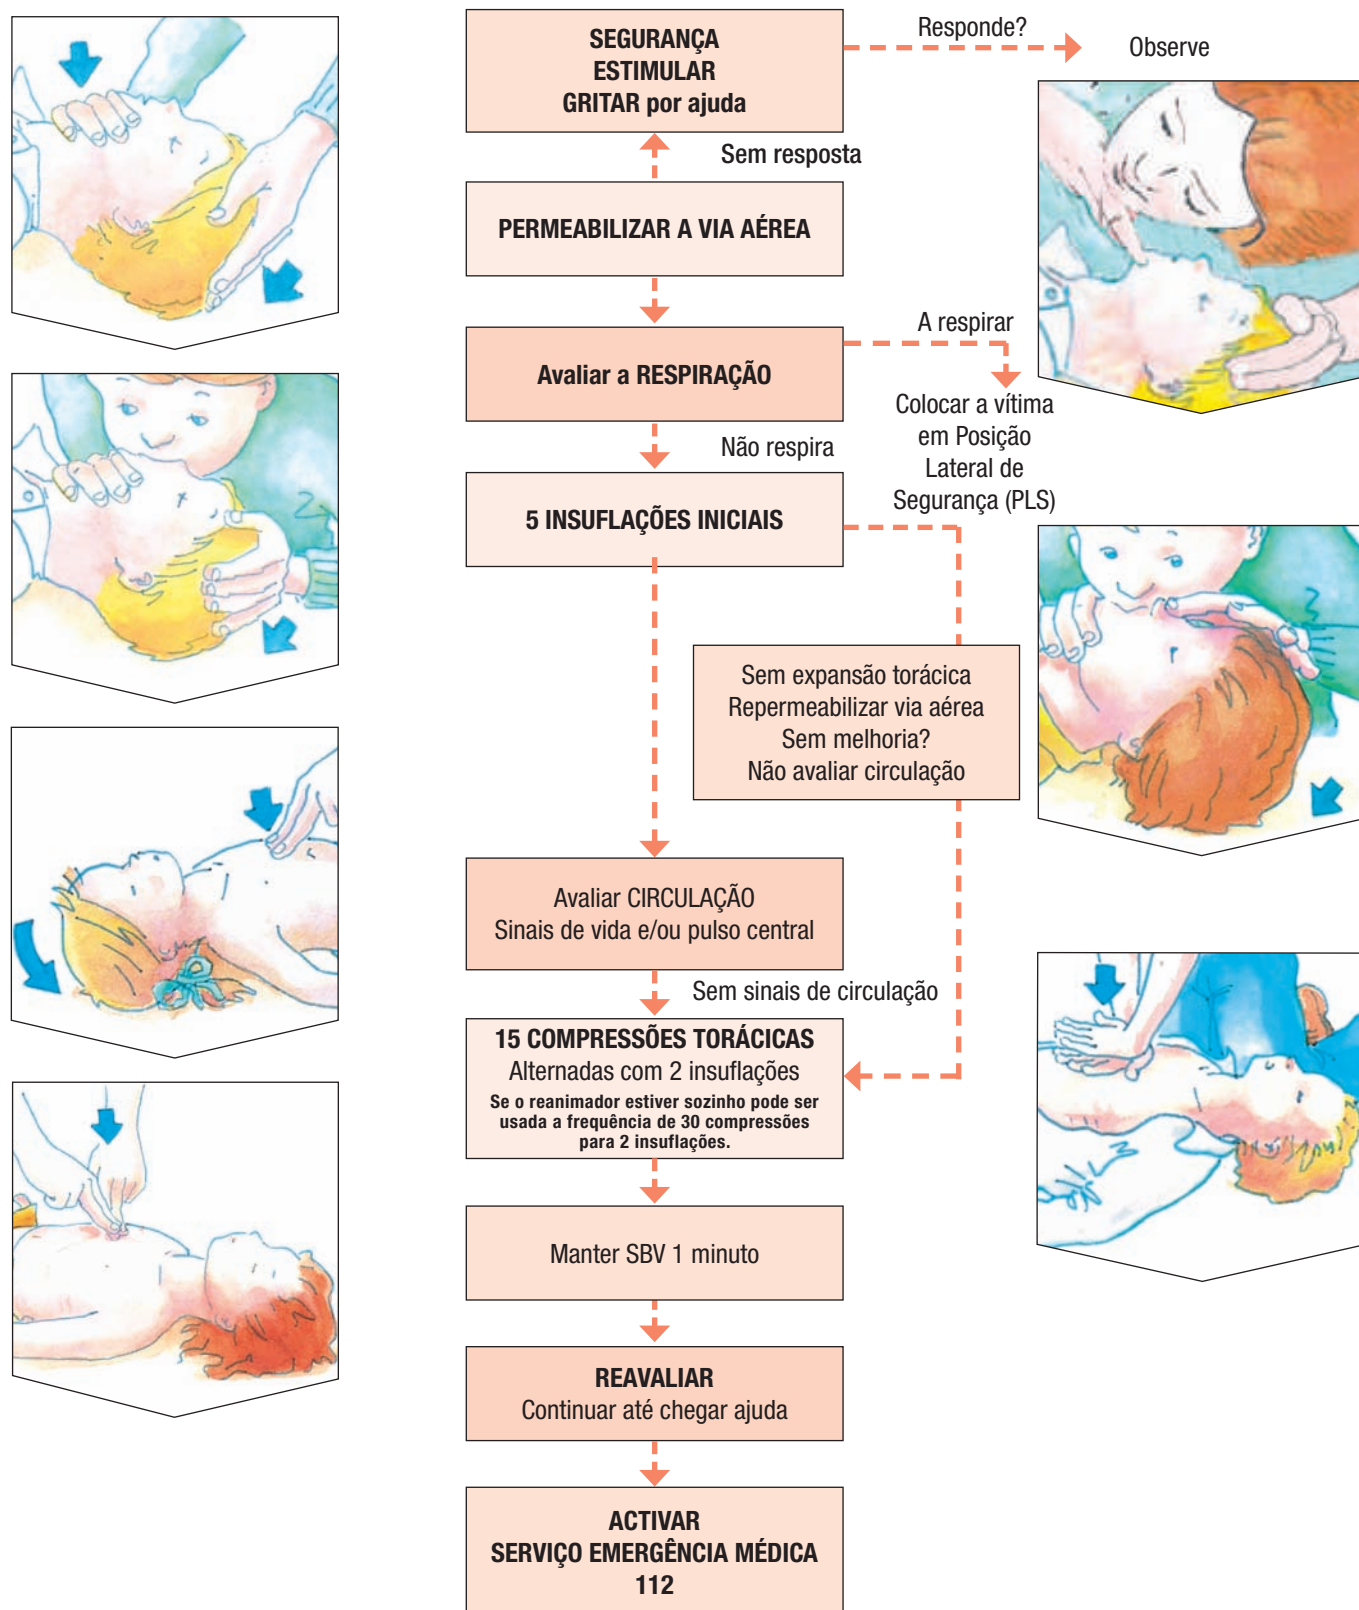 SEGURANÇA
ESTIMULAR
GRITAR por ajuda
Responde?
Observe
Sem resposta
PERMEABILIZAR A VIA AÉREA
Avaliar a RESPIRAÇÃO
A respirar
Colocar a vítima
em Posição
Lateral de
Segurança (PLS)
Não respira
5 INSUFLAÇÕES INICIAIS
Sem expansão torácica
Repermeabilizar via aérea
Sem melhoria?
Não avaliar circulação
Avaliar CIRCULAÇÃO
Sinais de vida e/ou pulso central
Sem sinais de circulação
15 COMPRESSÕES TORÁCICAS
Alternadas com 2 insuflações
Se o reanimador estiver sozinho pode ser
usada a frequência de 30 compressões
para 2 insuflações.
Manter SBV 1 minuto
REAVALIAR
Continuar até chegar ajuda
ACTIVAR
SERVIÇO EMERGÊNCIA MÉDICA
112